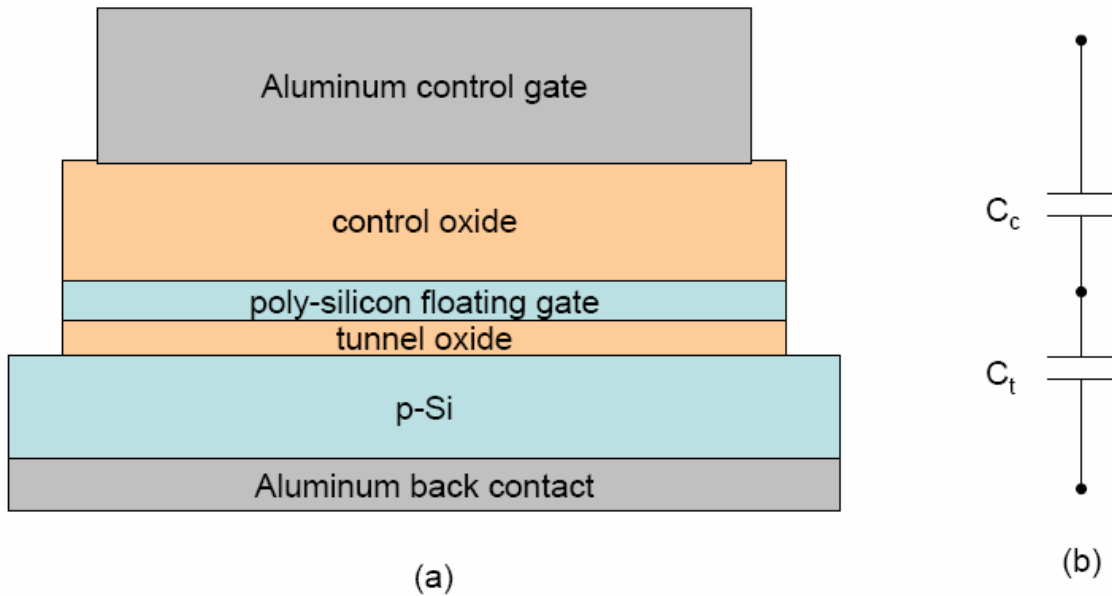 Aluminum control gate
control oxide
poly-silicon floating gate
tunnel oxide
p-Si
Aluminum back contact
(a)
Cc
Ct
(b)